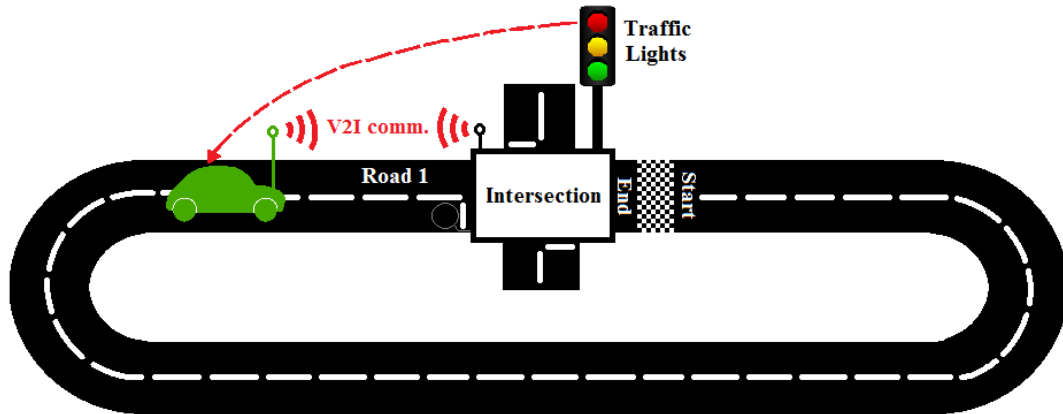 Traffic
Lights
V2I comm.
Road 1
Intersection
End
Start